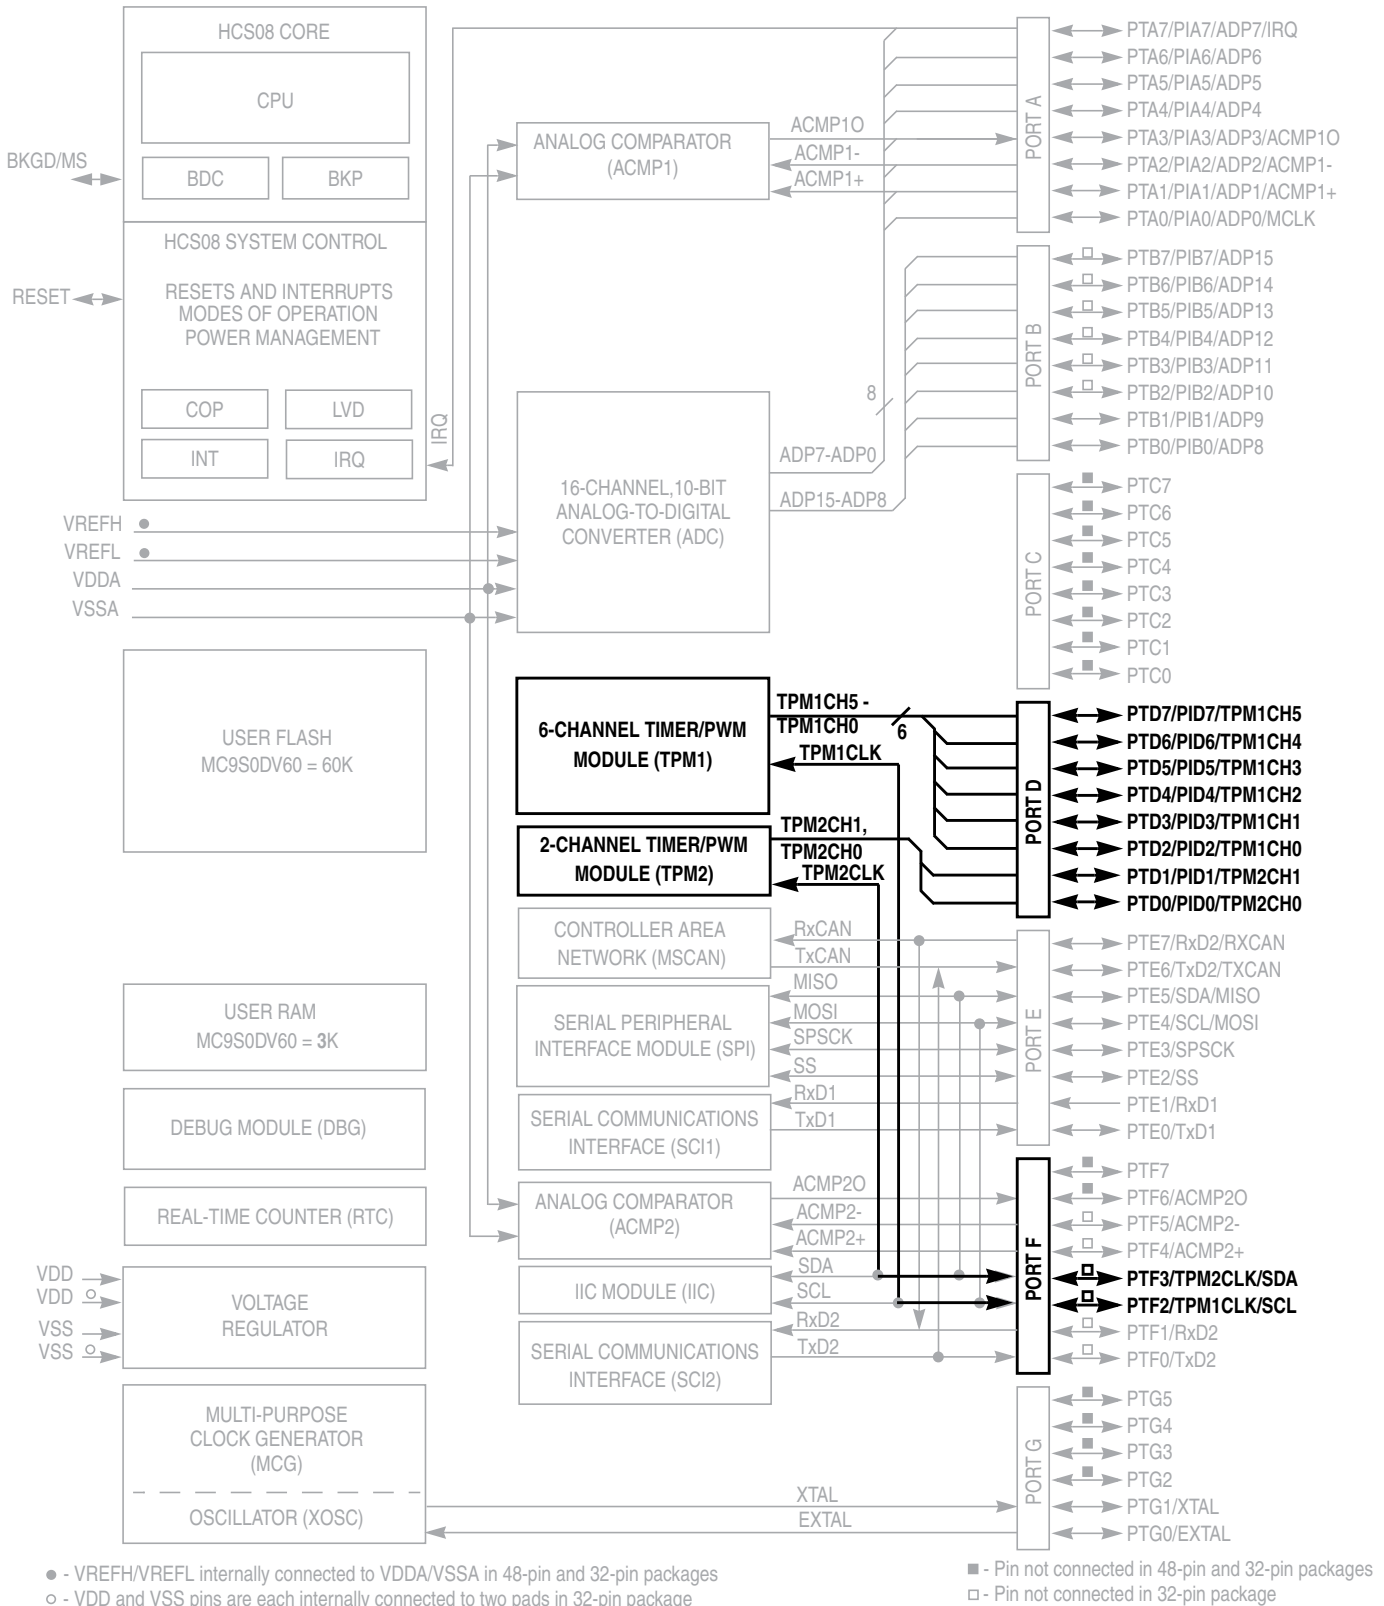 HCS08 CORE
CPU
BDC
BKP
BKGD/MS
HCS08 SYSTEM CONTROL
RESETS AND INTERRUPTS
MODES OF OPERATION
POWER MANAGEMENT
RESET
COP
LVD
INT
IRQ
IRQ
VREFH
VREFL
VDDA
VSSA
USER FLASH
MC9S0DV60 = 60K
USER RAM
MC9S0DV60 = 3K
DEBUG MODULE (DBG)
REAL-TIME COUNTER (RTC)
VDD
VDD
VSS
VSS
VOLTAGE
REGULATOR
MULTI-PURPOSE
CLOCK GENERATOR
(MCG)
OSCILLATOR (XOSC)
ANALOG COMPARATOR
(ACMP1)
ACMP1O
ACMP1-
ACMP1+
16-CHANNEL,10-BIT
ANALOG-TO-DIGITAL
CONVERTER (ADC)
8
ADP7-ADP0
ADP15-ADP8
6-CHANNEL TIMER/PWM
MODULE (TPM1)
TPM1CH5 -
TPM1CH0
6
TPM1CLK
2-CHANNEL TIMER/PWM
MODULE (TPM2)
TPM2CH1,
TPM2CH0
TPM2CLK
CONTROLLER AREA
NETWORK (MSCAN)
RxCAN
TxCAN
SERIAL PERIPHERAL
INTERFACE MODULE (SPI)
MISO
MOSI
SPSCK
SS
SERIAL COMMUNICATIONS
INTERFACE (SCI1)
RxD1
TxD1
ANALOG COMPARATOR
(ACMP2)
ACMP2O
ACMP2-
ACMP2+
IIC MODULE (IIC)
SDA
SCL
SERIAL COMMUNICATIONS
INTERFACE (SCI2)
RxD2
TxD2
XTAL
EXTAL
PORT A
PTA7/PIA7/ADP7/IRQ
PTA6/PIA6/ADP6
PTA5/PIA5/ADP5
PTA4/PIA4/ADP4
PTA3/PIA3/ADP3/ACMP1O
PTA2/PIA2/ADP2/ACMP1-
PTA1/PIA1/ADP1/ACMP1+
PTA0/PIA0/ADP0/MCLK
PORT B
PTB7/PIB7/ADP15
PTB6/PIB6/ADP14
PTB5/PIB5/ADP13
PTB4/PIB4/ADP12
PTB3/PIB3/ADP11
PTB2/PIB2/ADP10
PTB1/PIB1/ADP9
PTB0/PIB0/ADP8
PORT C
PTC7
PTC6
PTC5
PTC4
PTC3
PTC2
PTC1
PTC0
PORT D
PTD7/PID7/TPM1CH5
PTD6/PID6/TPM1CH4
PTD5/PID5/TPM1CH3
PTD4/PID4/TPM1CH2
PTD3/PID3/TPM1CH1
PTD2/PID2/TPM1CH0
PTD1/PID1/TPM2CH1
PTD0/PID0/TPM2CH0
PORT E
PTE7/RxD2/RXCAN
PTE6/TxD2/TXCAN
PTE5/SDA/MISO
PTE4/SCL/MOSI
PTE3/SPSCK
PTE2/SS
PTE1/RxD1
PTE0/TxD1
PORT F
PTF7
PTF6/ACMP2O
PTF5/ACMP2-
PTF4/ACMP2+
PTF3/TPM2CLK/SDA
PTF2/TPM1CLK/SCL
PTF1/RxD2
PTF0/TxD2
PORT G
PTG5
PTG4
PTG3
PTG2
PTG1/XTAL
PTG0/EXTAL
● - VREFH/VREFL internally connected to VDDA/VSSA in 48-pin and 32-pin packages
○ - VDD and VSS pins are each internally connected to two pads in 32-pin package
■ - Pin not connected in 48-pin and 32-pin packages
□ - Pin not connected in 32-pin package